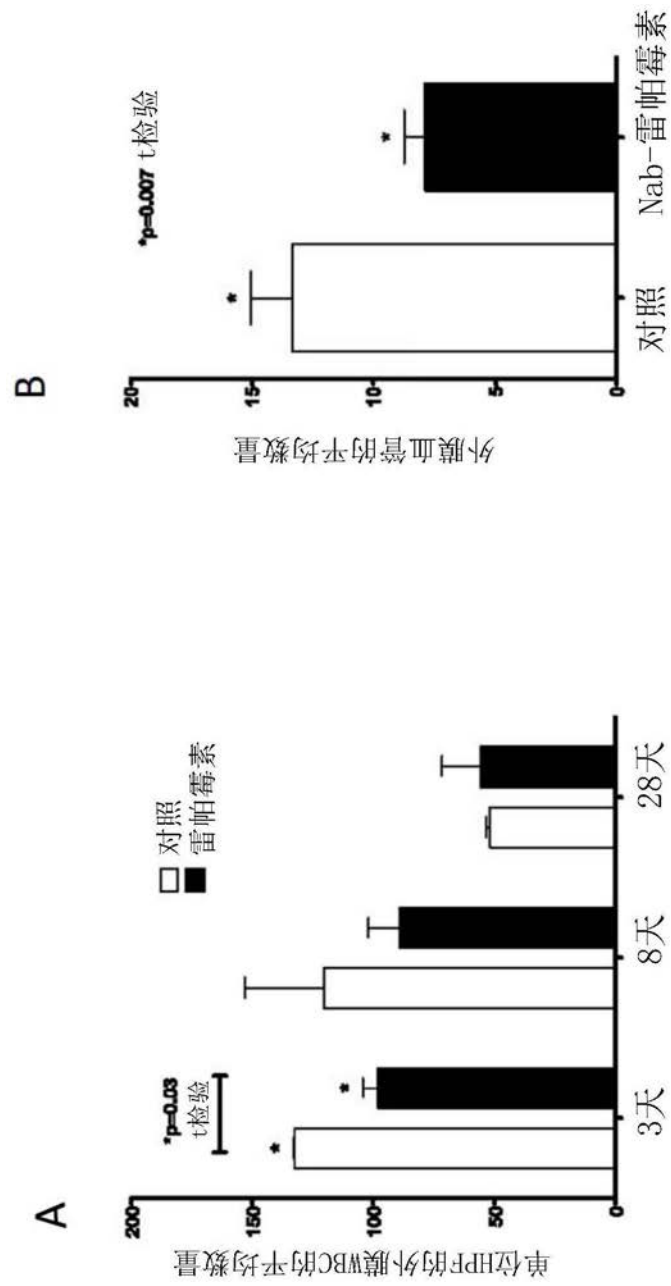 A
单位HPF的外膜WBC的平均数量
200
150
100
50
0
*p=0.03
t检验
*
*
对照
雷帕霉素
3天
8天
28天
B
外膜血管的平均数量
20
15
10
5
0
*p=0.007 t检验
*
*
对照
Nab-雷帕霉素